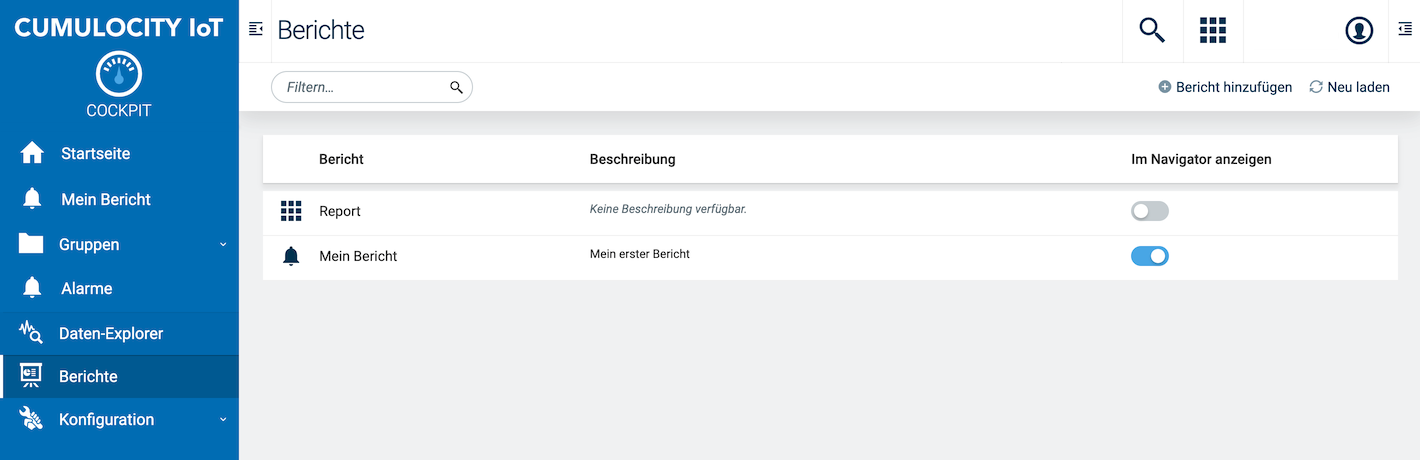 CUMULOCITY IoT
COCKPIT
Startseite
Mein Bericht
Gruppen
Alarme
Daten-Explorer
Berichte
Konfiguration
Berichte
Filtern...
Bericht hinzufügen Neu laden
Bericht Beschreibung Im Navigator anzeigen
Report Keine Beschreibung verfügbar.
Mein Bericht Mein erster Bericht